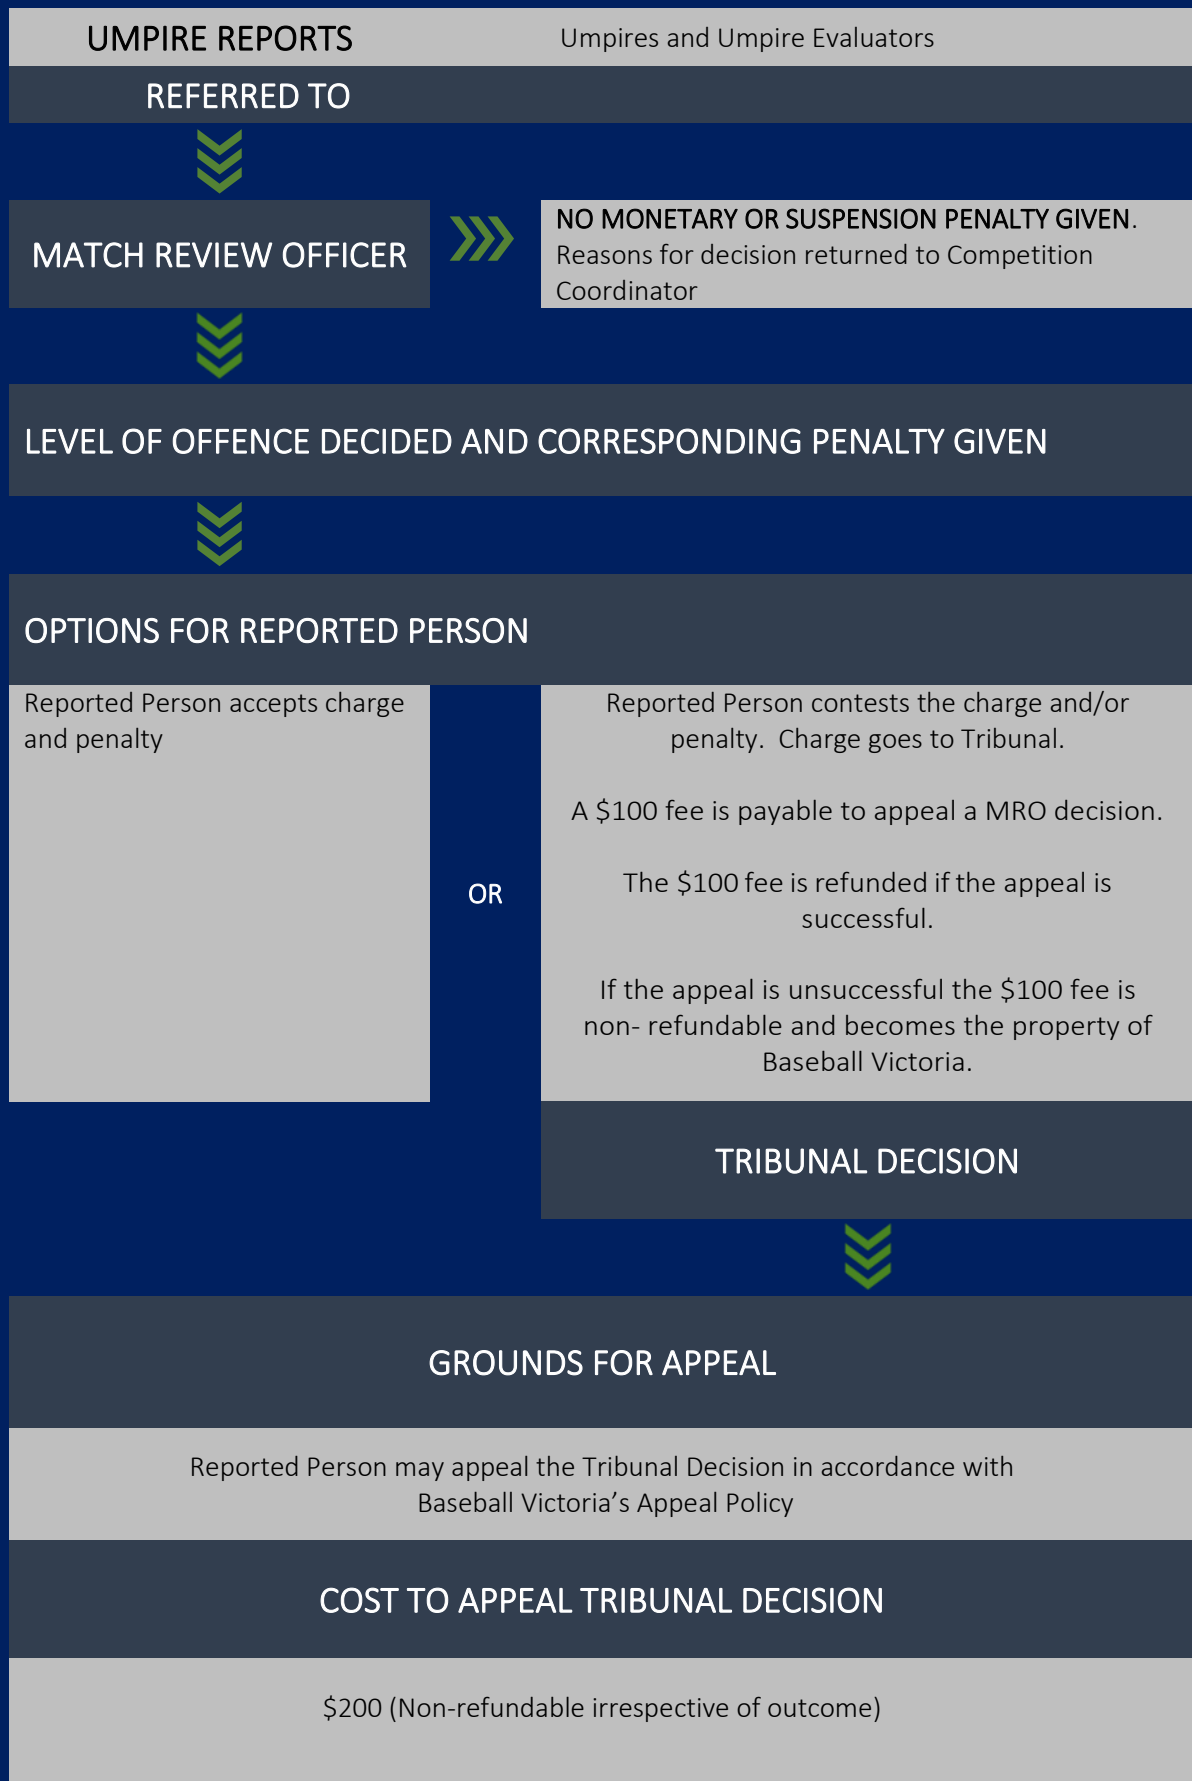 UMPIRE REPORTS
Umpires and Umpire Evaluators
REFERRED TO
MATCH REVIEW OFFICER
NO MONETARY OR SUSPENSION PENALTY GIVEN.
Reasons for decision returned to Competition
Coordinator
LEVEL OF OFFENCE DECIDED AND CORRESPONDING PENALTY GIVEN
OPTIONS FOR REPORTED PERSON
Reported Person accepts charge
and penalty
OR
Reported Person contests the charge and/or
penalty.  Charge goes to Tribunal.
A $100 fee is payable to appeal a MRO decision.
The $100 fee is refunded if the appeal is
successful.
If the appeal is unsuccessful the $100 fee is
non- refundable and becomes the property of
Baseball Victoria.
TRIBUNAL DECISION
GROUNDS FOR APPEAL
Reported Person may appeal the Tribunal Decision in accordance with
Baseball Victoria’s Appeal Policy
COST TO APPEAL TRIBUNAL DECISION
$200 (Non-refundable irrespective of outcome)